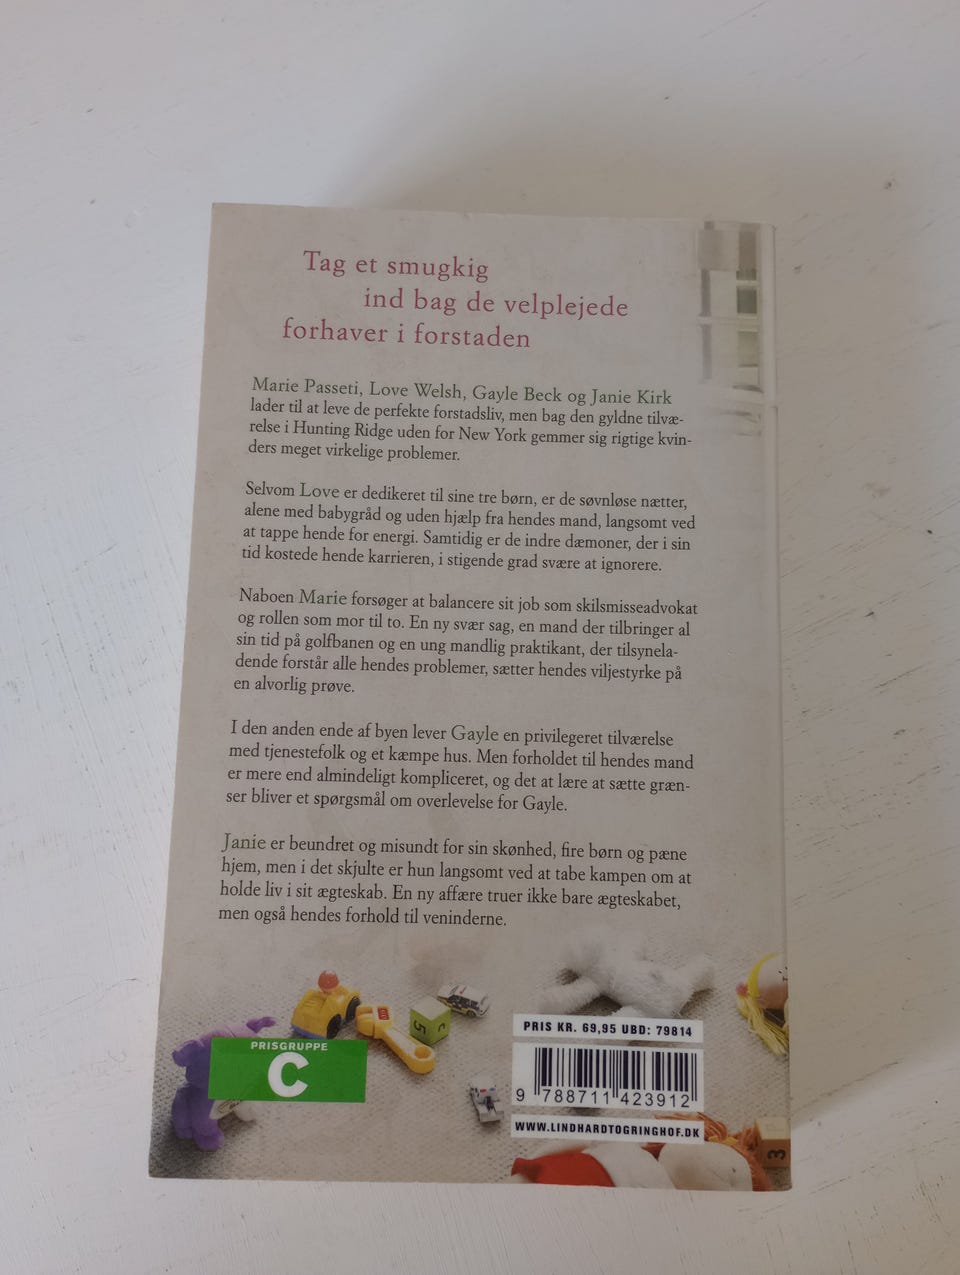 Tag et smugkig
ind bag de velplejede
forhaver i forstaden
Marie Passeti, Love Welsh, Gayle Beck og Janie Kirk
lader til at leve de perfekte forstadsliv, men bag den gyldne tilvæ-
relse i Hunting Ridge uden for New York gemmer sig rigtige kvin-
ders meget virkelige problemer.
Selvom Love er dedikeret til sine tre børn, er de søvnløse nætter,
alene med babygråd og uden hjælp fra hendes mand, langsomt ved
at tappe hende for energi. Samtidig er de indre dæmoner, der i sin
tid kostede hende karrieren, i stigende grad svære at ignorere.
Naboen Marie forsøger at balancere sit job som skilsmisseadvokat
og rollen som mor til to. En ny svær sag, en mand der tilbringer al
sin tid på golfbanen og en ung mandlig praktikant, der tilsynela-
dende forstår alle hendes problemer, sætter hendes viljestyrke på
en alvorlig prøve.
I den anden ende af byen lever Gayle en privilegeret tilværelse
med tjenestefolk og et kæmpe hus. Men forholdet til hendes mand
er mere end almindeligt kompliceret, og det at lære at sætte græn-
ser bliver et spørgsmål om overlevelse for Gayle.
Janie er beundret og misundt for sin skønhed, fire børn og pæne
hjem, men i det skjulte er hun langsomt ved at tabe kampen om at
holde liv i sit ægteskab. En ny affære truer ikke bare ægteskabet,
men også hendes forhold til veninderne.
5
PRISGRUPPE
C
PRIS KR. 69,95 UBD: 79814
9 788711 423912
WWW.LINDHARDTOGRINGHOF.DK
3